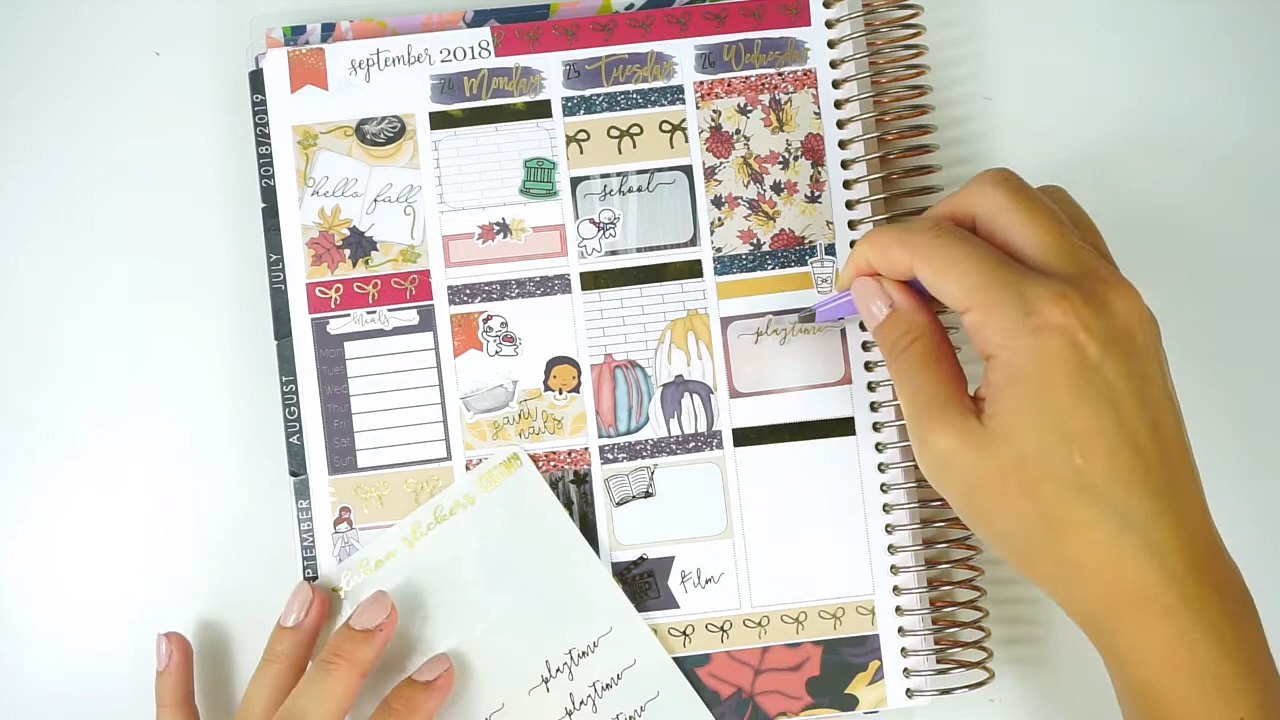 september 2018
24 Monday
25 Tuesday
26 Wednesday
2018/2019
JULY
AUGUST
PTEMBER
hello fall
school
playtime
meals
Mon
Tues
Wed
Thur
Fri
Sat
Sun
paint
nails
film
stickers
playtime
playtime